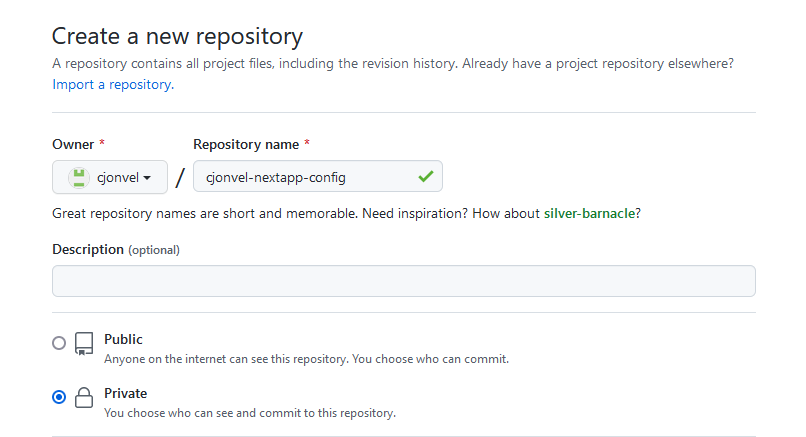 Create a new repository
A repository contains all project files, including the revision history. Already have a project repository elsewhere?
Import a repository.
Owner * Repository name *
cjonvel / cjonvel-nextapp-config
Great repository names are short and memorable. Need inspiration? How about silver-barnacle?
Description (optional)
Public
Anyone on the internet can see this repository. You choose who can commit.
Private
You choose who can see and commit to this repository.